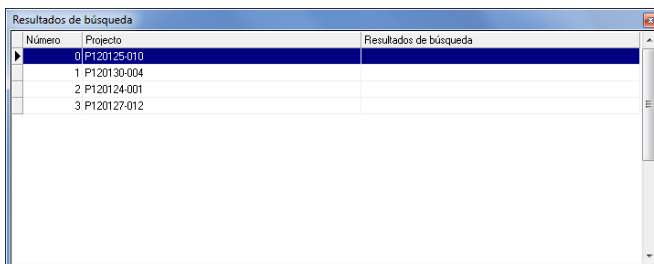 Resultados de búsqueda
Número Projecto Resultados de búsqueda
0 P120125-010
1 P120130-004
2 P120124-001
3 P120127-012